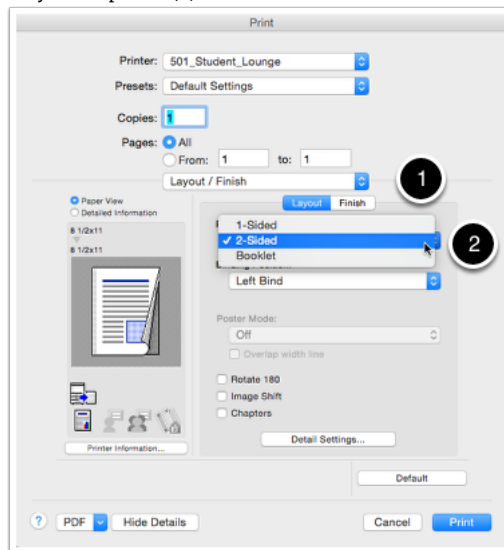 Print
Printer: 501_Student_Lounge
Presets: Default Settings
Copies: 1
Pages: All
From: 1 to: 1
Layout / Finish
1
Paper View
Detailed Information
8 1/2x11
8 1/2x11
Layout Finish
1-Sided
2-Sided
Booklet
2
Left Bind
Poster Mode:
Off
Overlap width line
Rotate 180
Image Shift
Chaptors
Detail Settings...
Printer Information...
Default
? PDF Hide Details Cancel Print